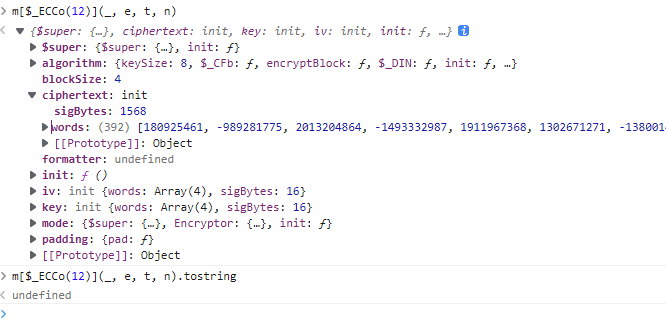 m[$_ECCo(12)](_, e, t, n)
{$super: {…}, ciphertext: init, key: init, iv: init, init: ƒ, …}
$super: {$super: {…}, init: ƒ}
algorithm: {keySize: 8, $_CFb: ƒ, encryptBlock: ƒ, $_DIN: ƒ, init: ƒ, …}
blockSize: 4
ciphertext: init
sigBytes: 1568
words: (392) [180925461, -989281775, 2013204864, -1493332987, 1911967368, 1302671271, -1380014
[[Prototype]]: Object
formatter: undefined
init: ƒ ()
iv: init {words: Array(4), sigBytes: 16}
key: init {words: Array(4), sigBytes: 16}
mode: {$super: {…}, Encryptor: {…}, init: ƒ}
padding: {pad: ƒ}
[[Prototype]]: Object
m[$_ECCo(12)](_, e, t, n).tostring
undefined